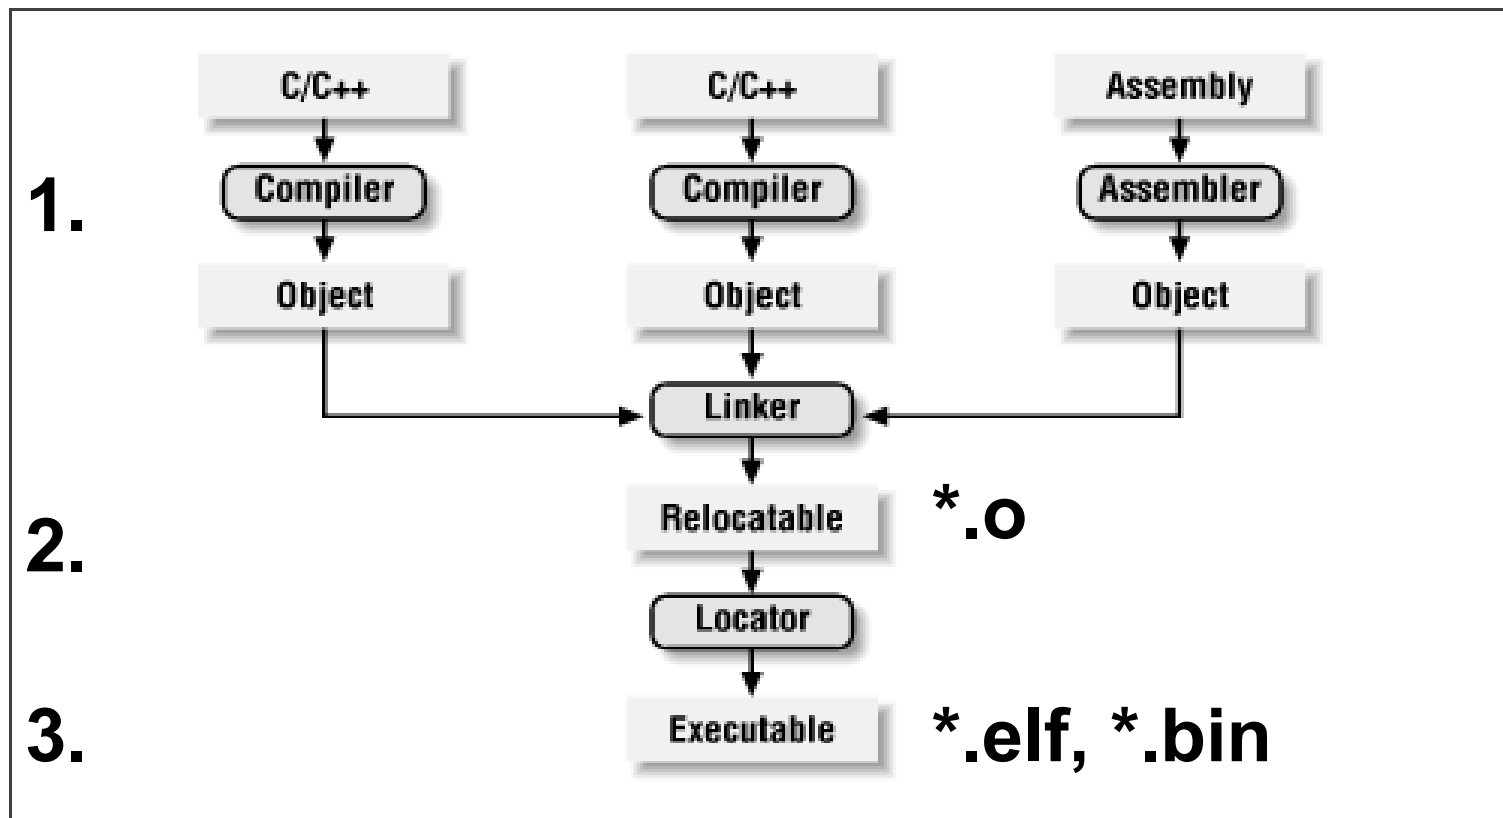 C/C++ C/C++ Assembly
1. Compiler Compiler Assembler
Object Object Object
Linker
Relocatable *.o
2.
Locator
3. Executable *.elf, *.bin